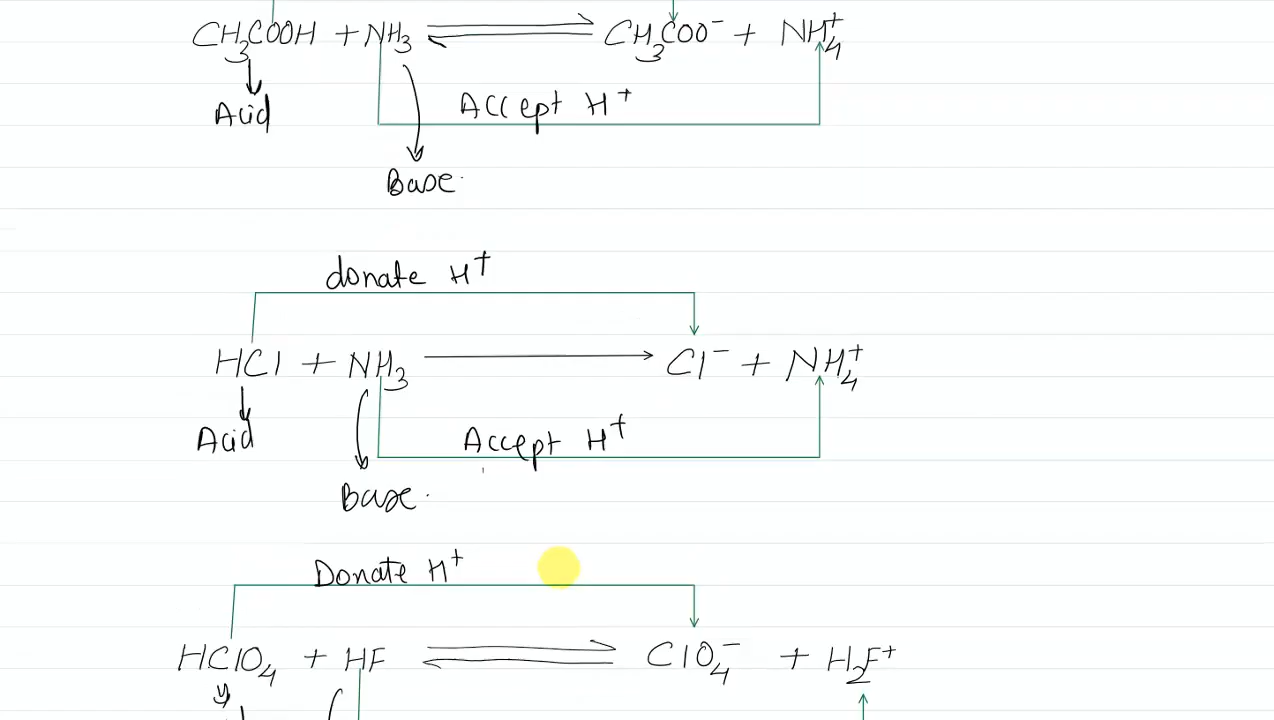 CH₃COOH + NH₃ ⇌ CH₃COO⁻ + NH₄⁺
Acid
Accept H⁺
Base
donate H⁺
HCl + NH₃ → Cl⁻ + NH₄⁺
Acid
Accept H⁺
Base
Donate H⁺
HClO₄ + HF ⇌ ClO₄⁻ + H₂F⁺